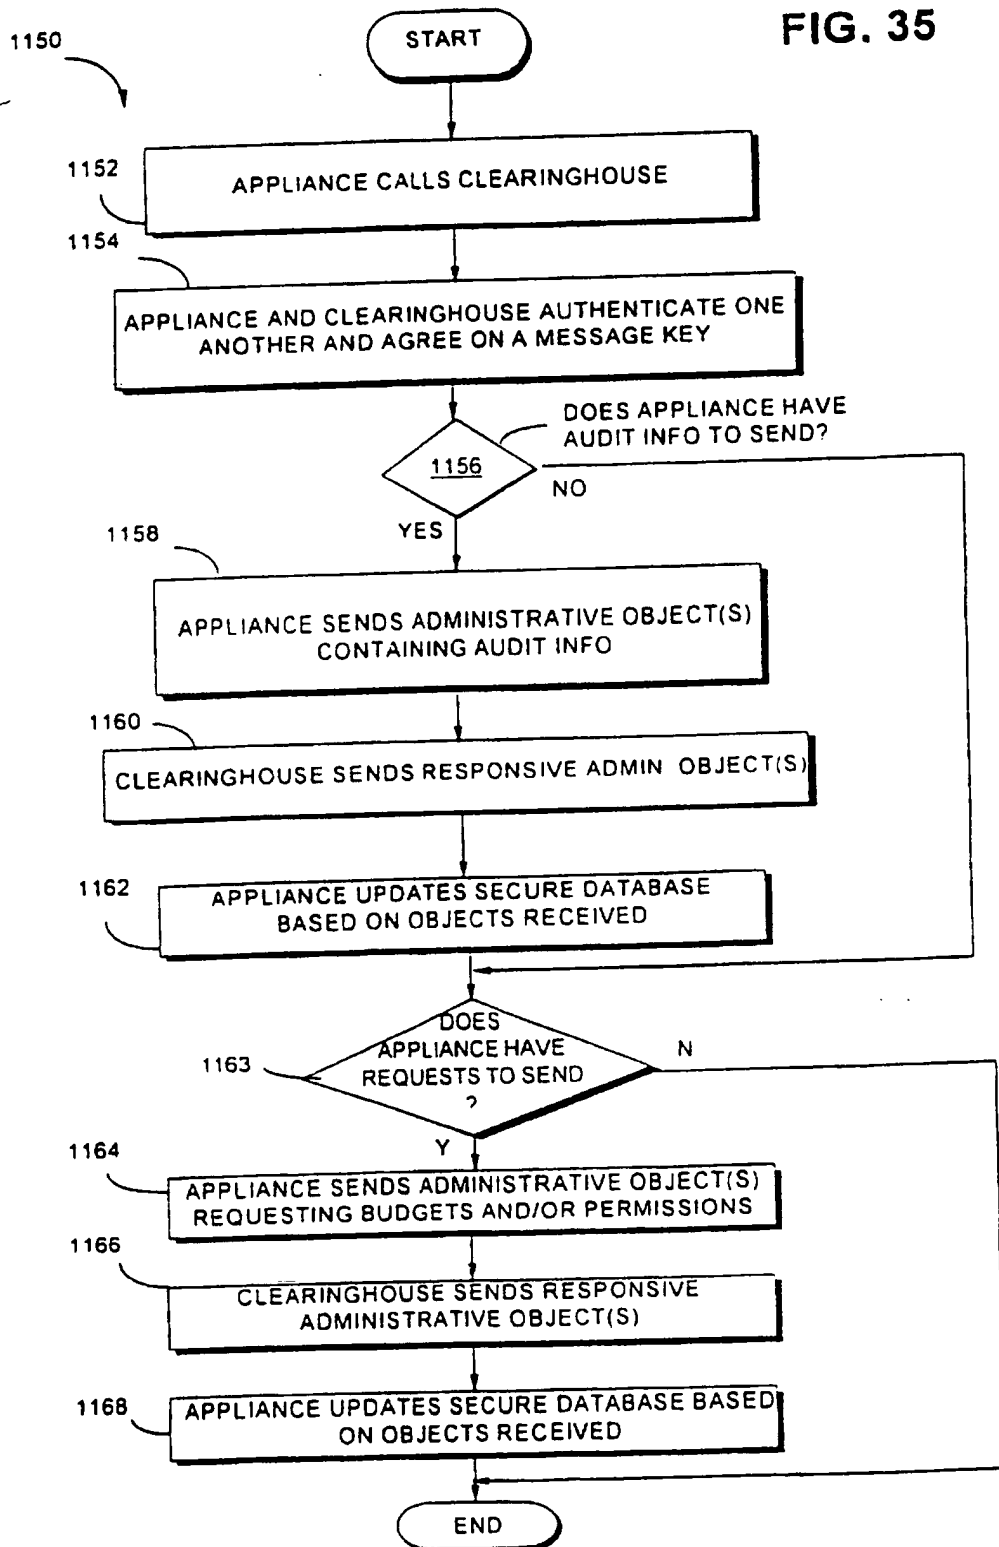 FIG. 35
1150
START
1152
APPLIANCE CALLS CLEARINGHOUSE
1154
APPLIANCE AND CLEARINGHOUSE AUTHENTICATE ONE
ANOTHER AND AGREE ON A MESSAGE KEY
DOES APPLIANCE HAVE
AUDIT INFO TO SEND?
1156
NO
YES
1158
APPLIANCE SENDS ADMINISTRATIVE OBJECT(S)
CONTAINING AUDIT INFO
1160
CLEARINGHOUSE SENDS RESPONSIVE ADMIN OBJECT(S)
1162
APPLIANCE UPDATES SECURE DATABASE
BASED ON OBJECTS RECEIVED
1163
DOES
APPLIANCE HAVE
REQUESTS TO SEND
?
N
Y
1164
APPLIANCE SENDS ADMINISTRATIVE OBJECT(S)
REQUESTING BUDGETS AND/OR PERMISSIONS
1166
CLEARINGHOUSE SENDS RESPONSIVE
ADMINISTRATIVE OBJECT(S)
1168
APPLIANCE UPDATES SECURE DATABASE BASED
ON OBJECTS RECEIVED
END